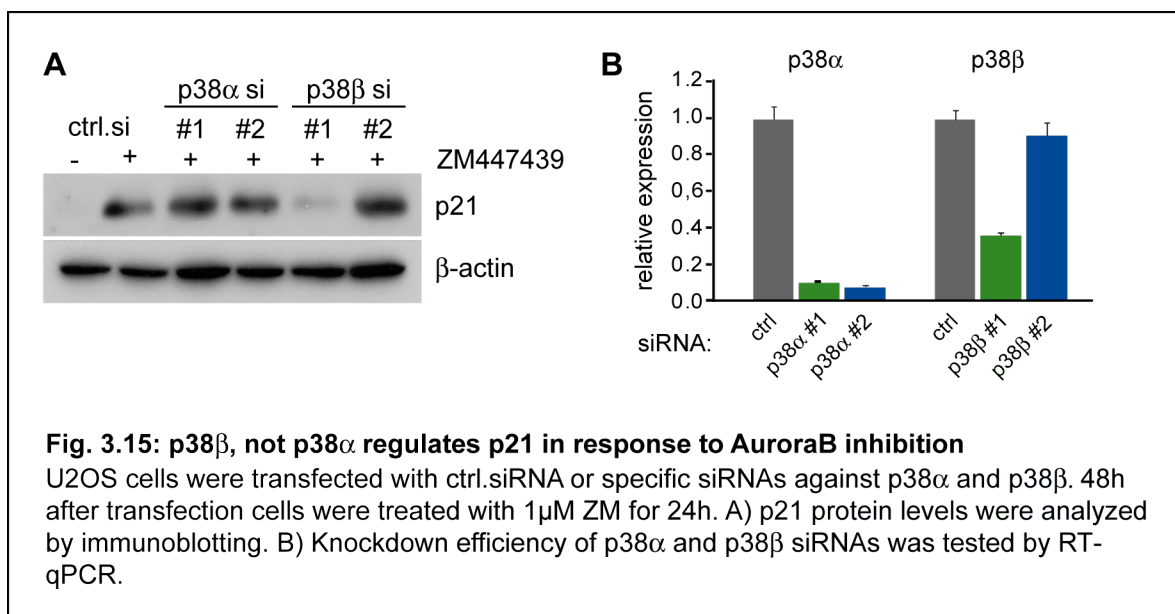 A
p38α si p38β si
ctrl.si #1 #2 #1 #2
- + + + + + ZM447439
p21
β-actin
B
p38α p38β
1.2
1.0
0.8
0,6
0,4
0.2
0.0
relative expression
siRNA:
ctrl
p38α #1
p38α #2
ctrl
p38β #1
p38β #2
Fig. 3.15: p38β, not p38α regulates p21 in response to AuroraB inhibition
U2OS cells were transfected with ctrl.siRNA or specific siRNAs against p38α and p38β. 48h
after transfection cells were treated with 1µM ZM for 24h. A) p21 protein levels were analyzed
by immunoblotting. B) Knockdown efficiency of p38α and p38β siRNAs was tested by RT-
qPCR.